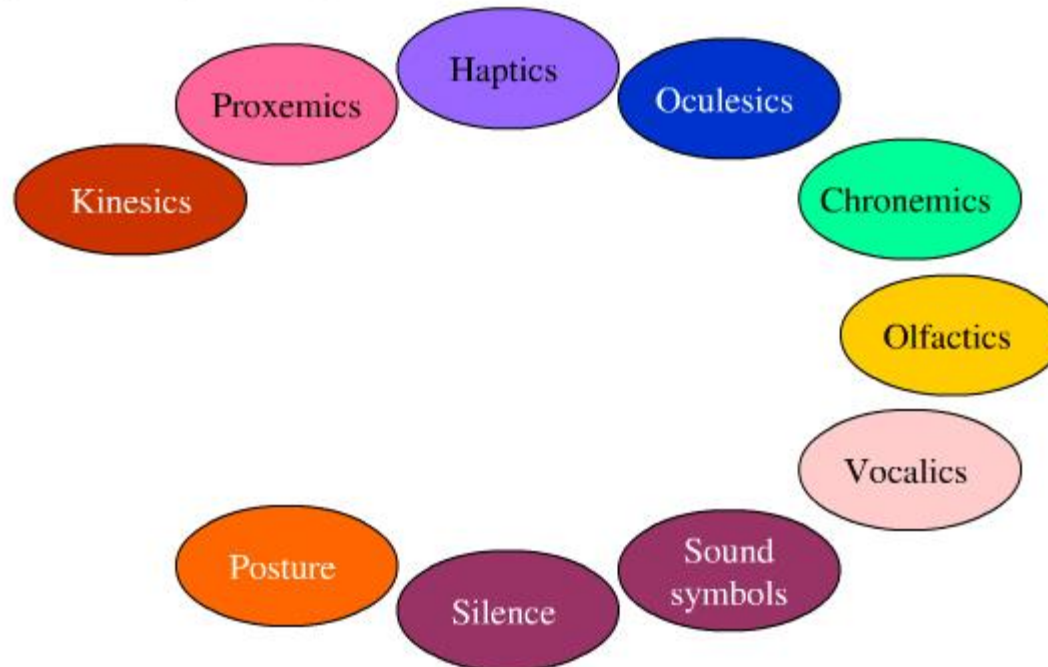 Haptics
Proxemics
Oculesics
Kinesics
Chronemics
Olfactics
Vocalics
Sound
symbols
Posture
Silence